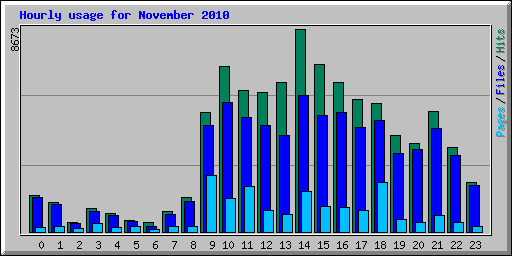 Hourly usage for November 2010
8673
Pages/Files/Hits
0 1 2 3 4 5 6 7 8 9 10 11 12 13 14 15 16 17 18 19 20 21 22 23